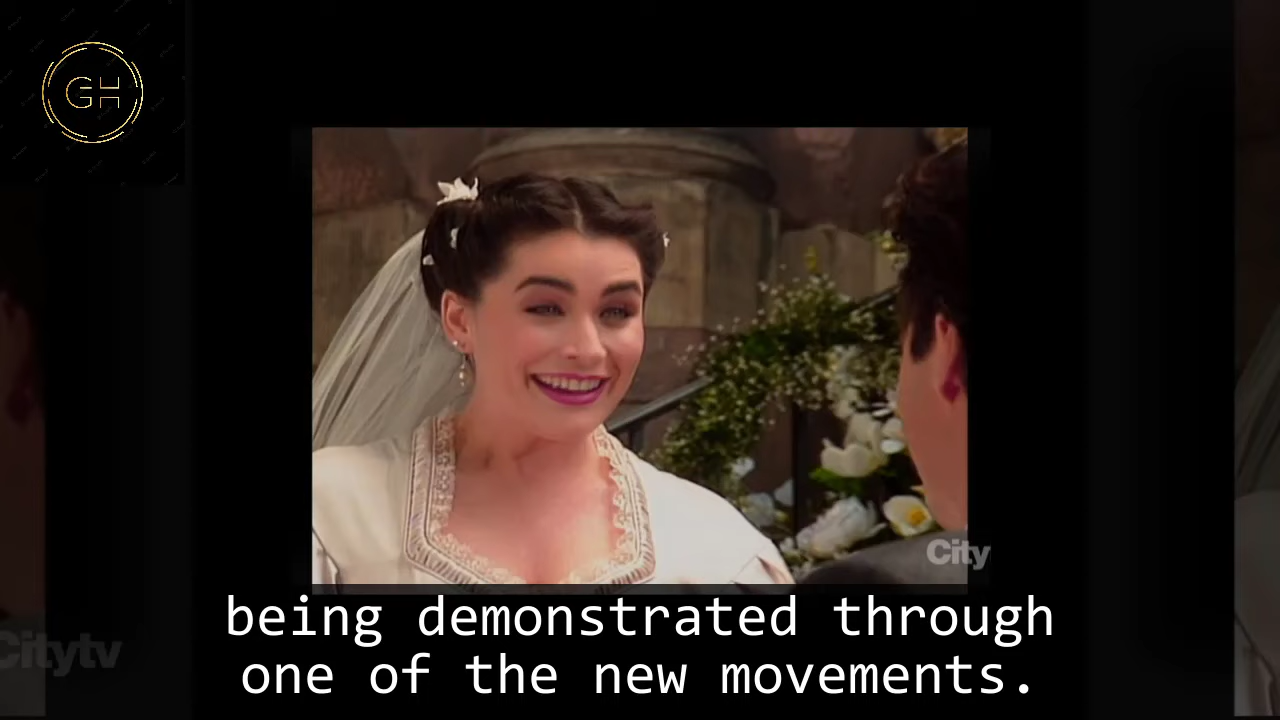 GH
City
Citytv
being demonstrated through
one of the new movements.